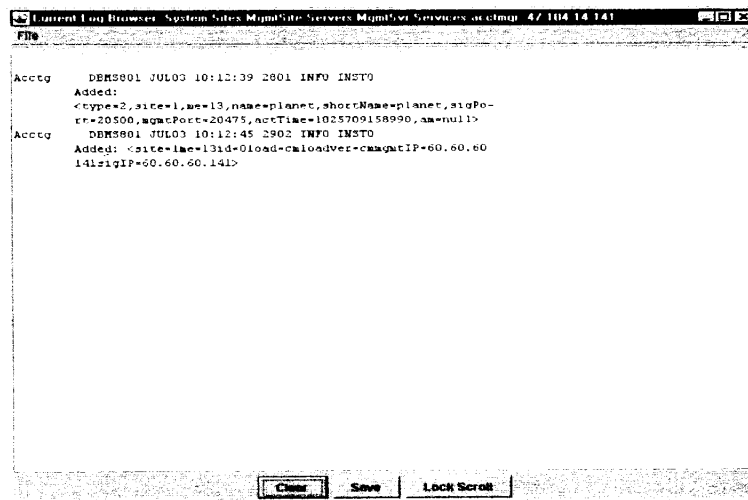 Current Log Browser System Sites MgmtSite Servers MgmtSvr Services acctmgr 47 104 14 141
File
Acctg DBMS801 JUL03 10:12:39 2801 INFO INST0
Added:
<type=2,site=1,me=13,name=planet,shortName=planet,sigPo-
rt=20500,mgmtPort=20475,actTime=1025709158990,am=null>
Acctg DBMS801 JUL03 10:12:45 2902 INFO INST0
Added: <site=1me=13id=0load=cmloadver=cmmgmtIP=60.60.60
141sigIP=60.60.60.141>
Clear Save Lock Scroll